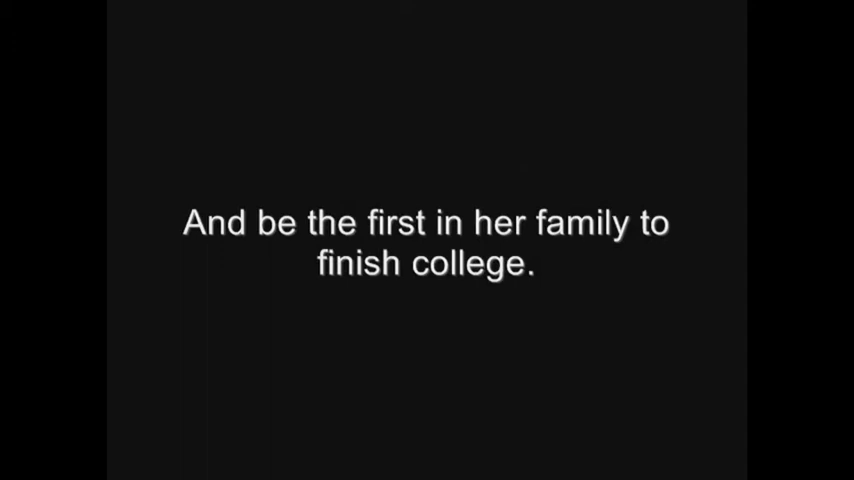 And be the first in her family to
finish college.